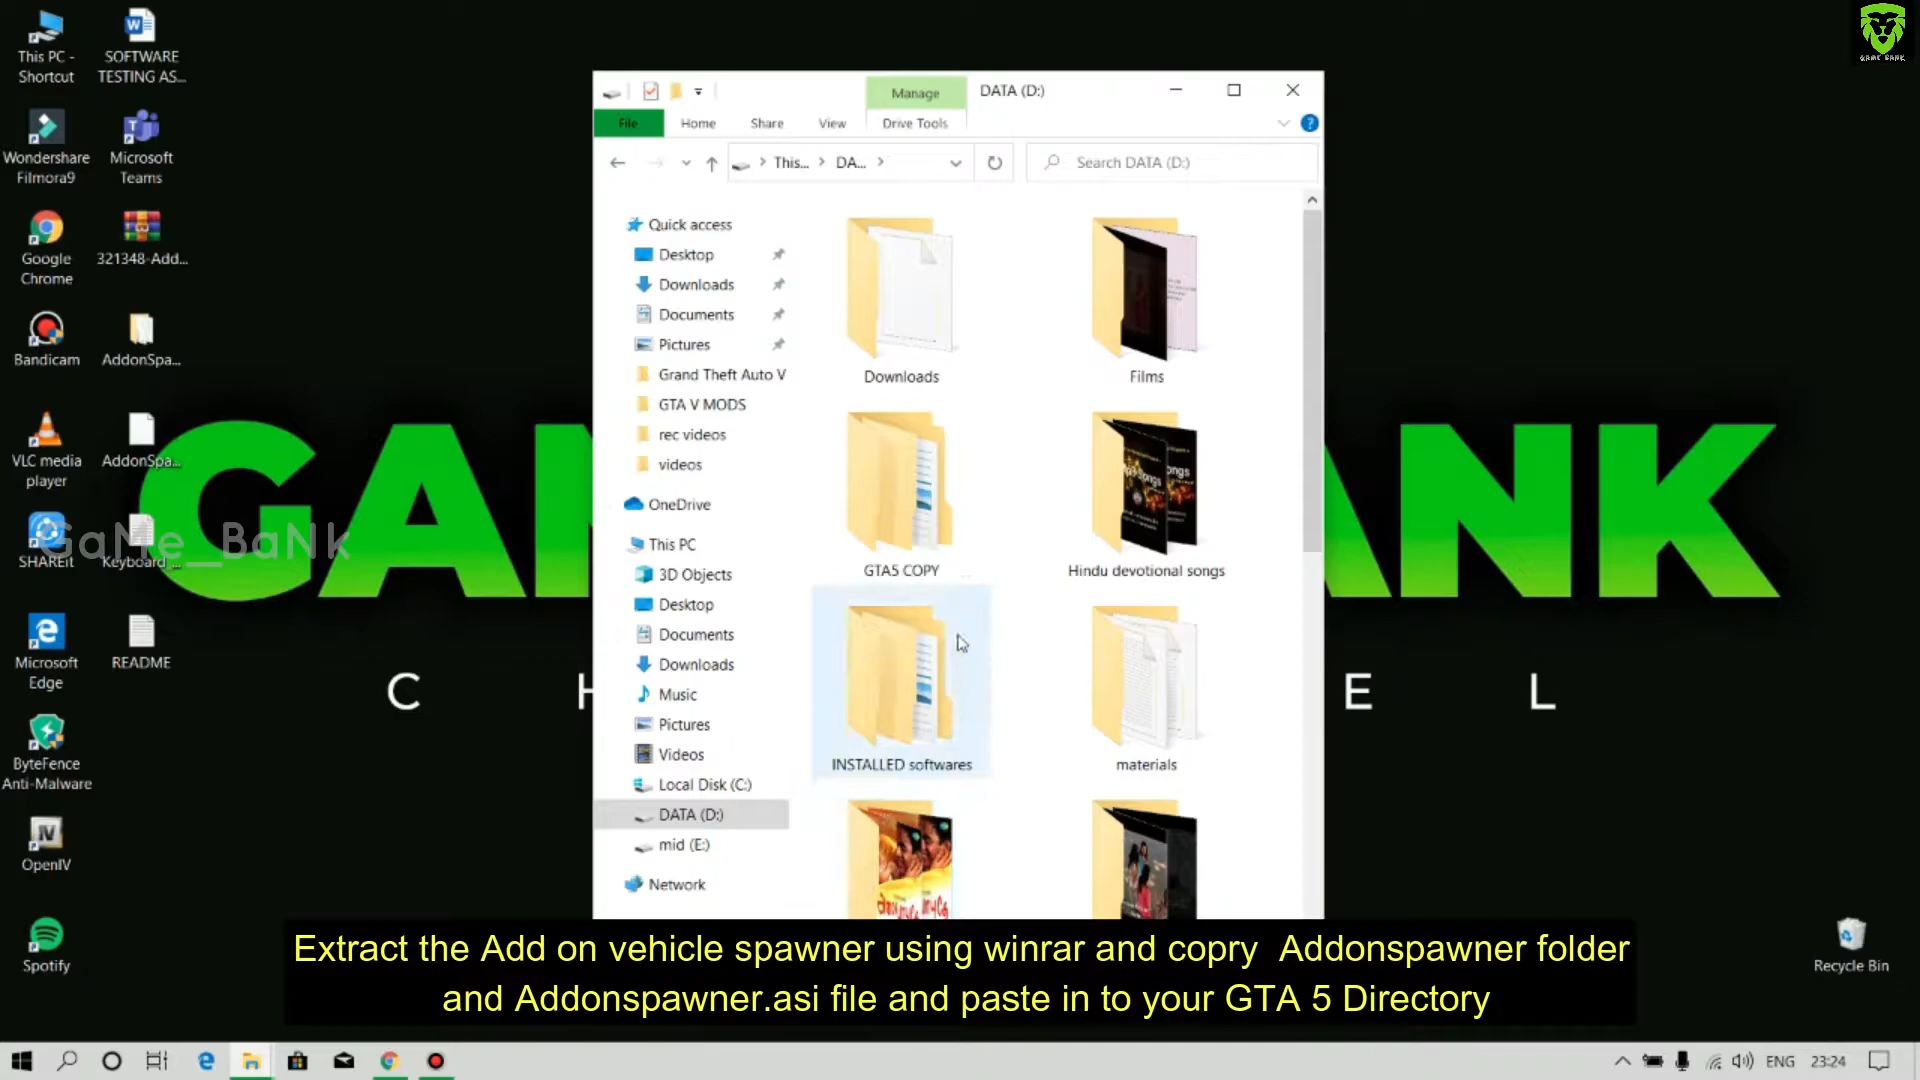 This PC -
Shortcut
SOFTWARE
TESTING AS...
Wondershare
Filmora9
Microsoft
Teams
Google
Chrome
321348-Add...
Bandicam
AddonSpa...
VLC media
player
AddonSpa...
SHAREit
Keyboard_...
Microsoft
Edge
README
ByteFence
Anti-Malware
OpenIV
Spotify
GAME BANK
Manage
DATA (D:)
File
Home
Share
View
Drive Tools
This...
DA...
Search DATA (D:)
Quick access
Desktop
Downloads
Documents
Pictures
Grand Theft Auto V
GTA V MODS
rec videos
videos
OneDrive
This PC
3D Objects
Desktop
Documents
Downloads
Music
Pictures
Videos
Local Disk (C:)
DATA (D:)
mid (E:)
Network
Downloads
Films
GTA5 COPY
Hindu devotional songs
INSTALLED softwares
materials
GA
ANK
GaMe_BaNk
C H
E L
Recycle Bin
Extract the Add on vehicle spawner using winrar and copry Addonspawner folder
and Addonspawner.asi file and paste in to your GTA 5 Directory
ENG
23:24